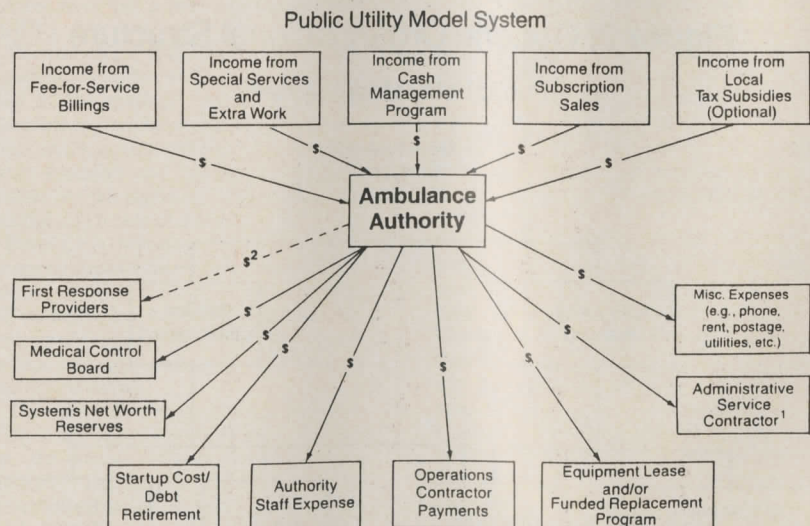 Public Utility Model System
Income from
Fee-for-Service
Billings
Income from
Special Services
and
Extra Work
Income from
Cash
Management
Program
Income from
Subscription
Sales
Income from
Local
Tax Subsidies
(Optional)
$
$
$
$
$
Ambulance
Authority
$2
$
$
$
$
$
$
$
$
First Response
Providers
Medical Control
Board
System's Net Worth
Reserves
Startup Cost/
Debt
Retirement
Authority
Staff Expense
Operations
Contractor
Payments
Equipment Lease
and/or
Funded Replacement
Program
Administrative
Service
Contractor1
Misc. Expenses
(e.g., phone,
rent, postage,
utilities, etc.)